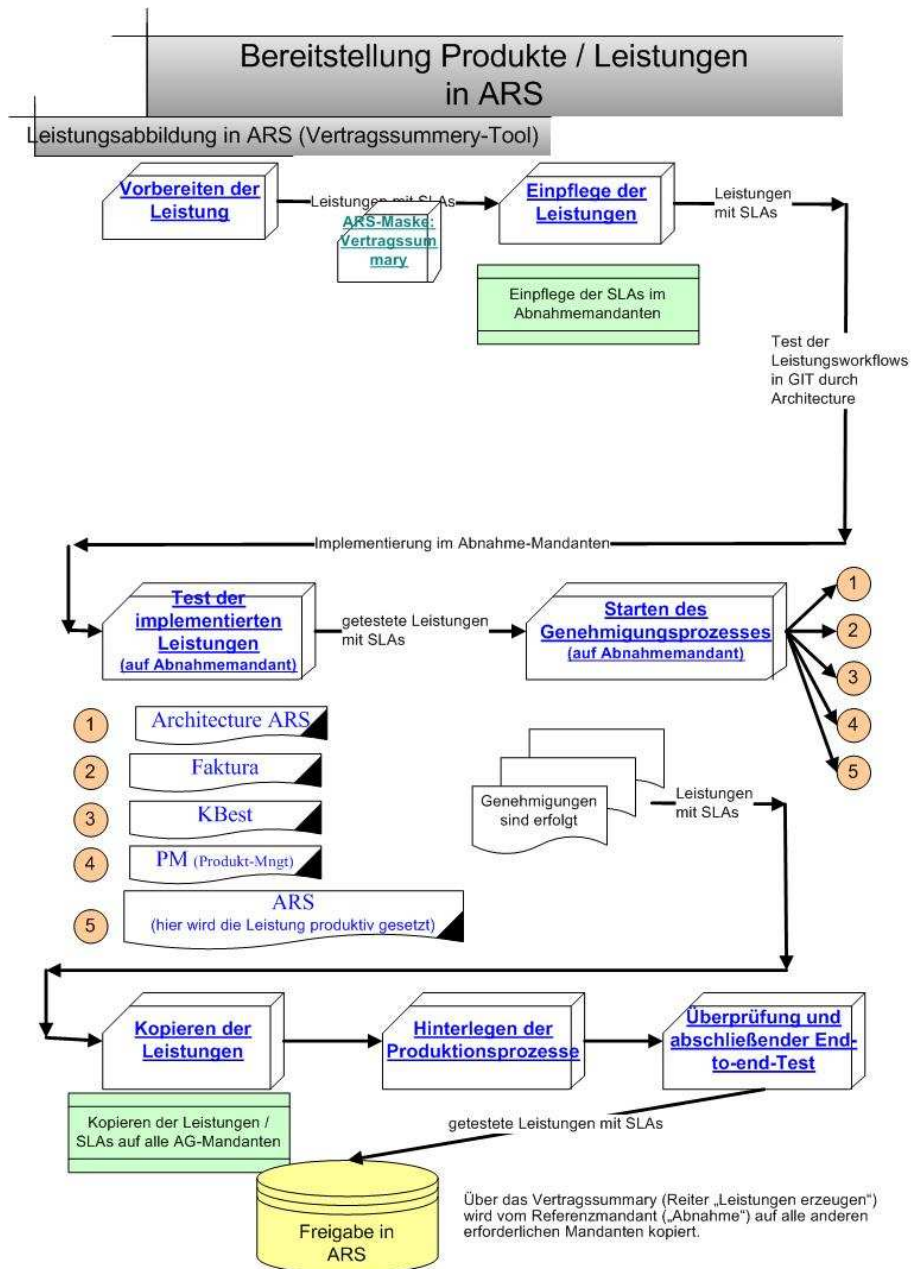 Bereitstellung Produkte / Leistungen
in ARS
Leistungsabbildung in ARS (Vertragssummery-Tool)
Vorbereiten der
Leistung
Leistungen mit SLAs
ARS-Maske:
Vertragssum
mary
Einpflege der
Leistungen
Leistungen
mit SLAs
Einpflege der SLAs im
Abnahmemandanten
Test der
Leistungsworkflows
in GIT durch
Architecture
Implementierung im Abnahme-Mandanten
Test der
implementierten
Leistungen
(auf Abnahmemandant)
getestete Leistungen
mit SLAs
Starten des
Genehmigungsprozesses
(auf Abnahmemandant)
1
2
3
4
5
1
Architecture ARS
2
Faktura
3
KBest
4
PM (Produkt-Mngt)
5
ARS
(hier wird die Leistung produktiv gesetzt)
Genehmigungen
sind erfolgt
Leistungen
mit SLAs
Kopieren der
Leistungen
Hinterlegen der
Produktionsprozesse
Überprüfung und
abschließender End-
to-end-Test
Kopieren der Leistungen /
SLAs auf alle AG-Mandanten
getestete Leistungen mit SLAs
Freigabe in
ARS
Über das Vertragssummary (Reiter „Leistungen erzeugen“)
wird vom Referenzmandant („Abnahme“) auf alle anderen
erforderlichen Mandanten kopiert.